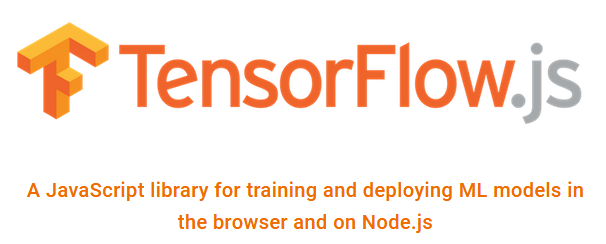 TensorFlow.js
A JavaScript library for training and deploying ML models in
the browser and on Node.js